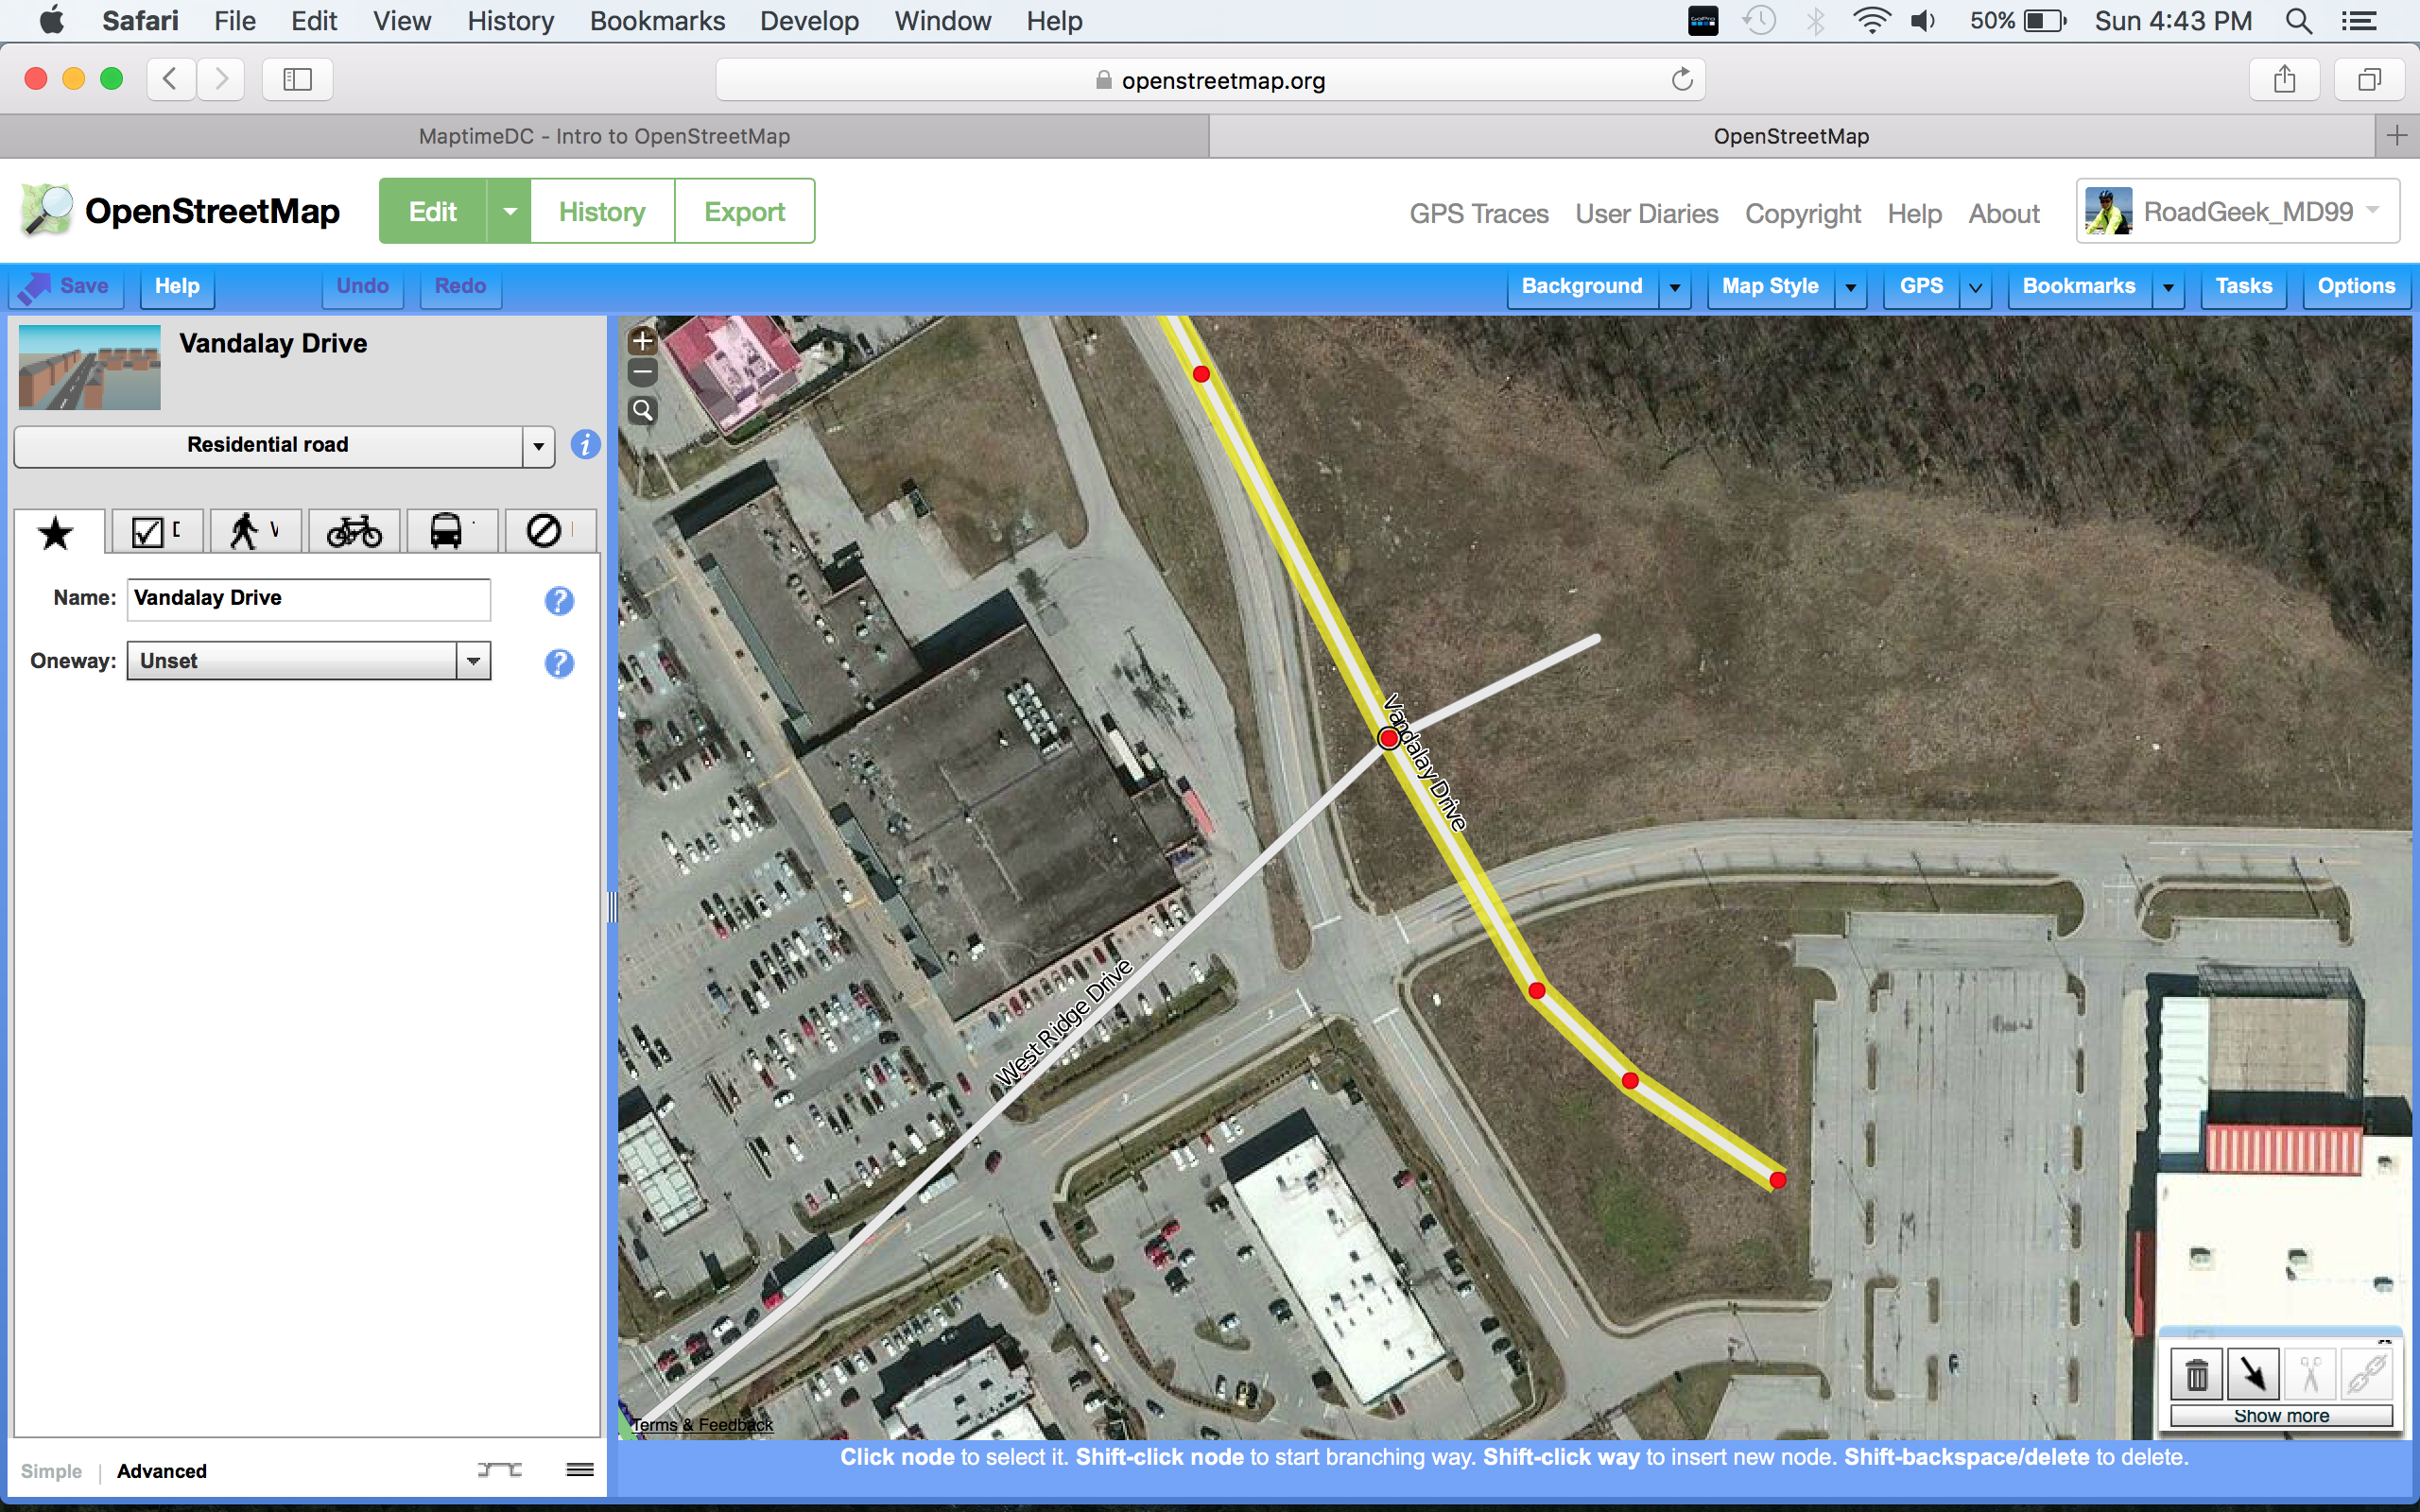 Safari File Edit View History Bookmarks Develop Window Help
50% Sun 4:43 PM
openstreetmap.org
MaptimeDC - Intro to OpenStreetMap
OpenStreetMap
OpenStreetMap
Edit History Export
GPS Traces User Diaries Copyright Help About RoadGeek_MD99
Save Help Undo Redo
Background Map Style GPS Bookmarks Tasks Options
Vandalay Drive
Residential road
Name: Vandalay Drive
Oneway: Unset
Vandalay Drive
West Ridge Drive
Terms & Feedback
Show more
Simple | Advanced
Click node to select it. Shift-click node to start branching way. Shift-click way to insert new node. Shift-backspace/delete to delete.